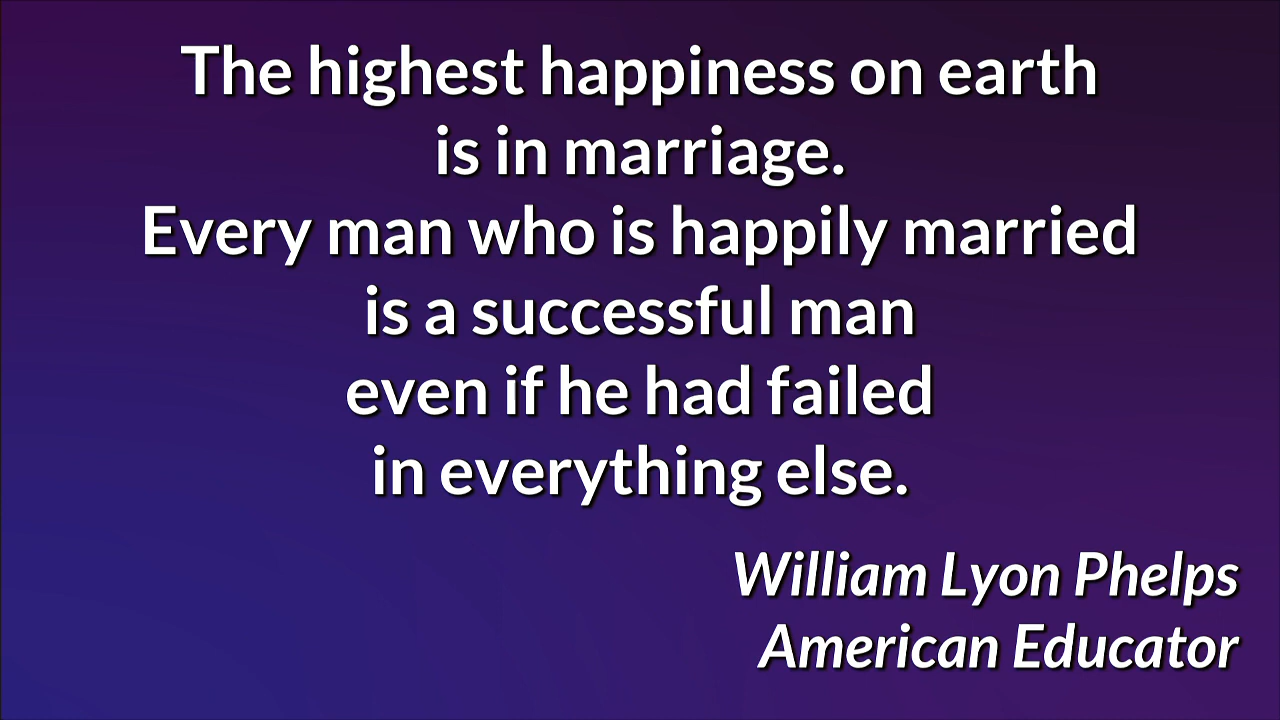 The highest happiness on earth
is in marriage.
Every man who is happily married
is a successful man
even if he had failed
in everything else.
William Lyon Phelps
American Educator